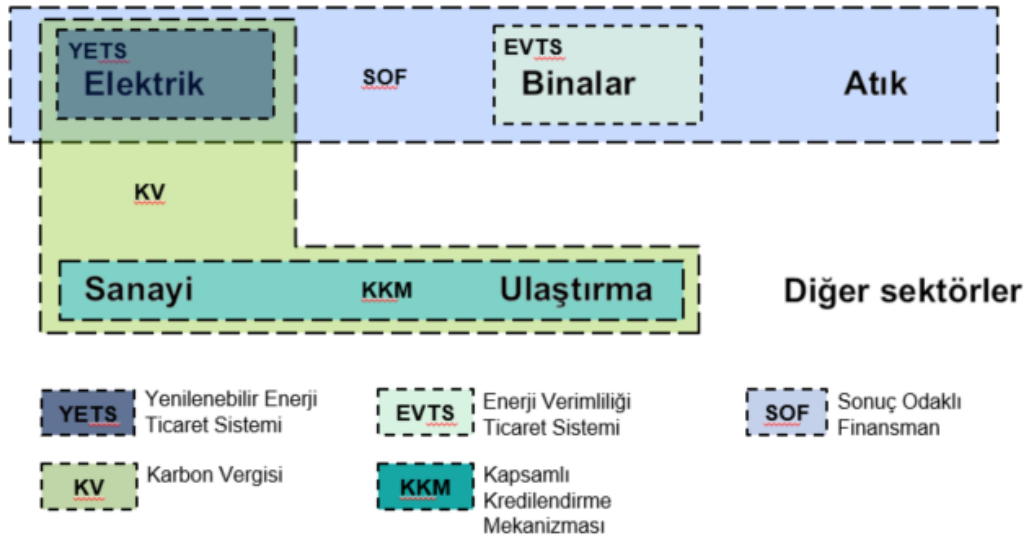 YETS
Elektrik
SOF
EVTS
Binalar
Atık
KV
Sanayi
KKM
Ulaştırma
Diğer sektörler
YETS
Yenilenebilir Enerji
Ticaret Sistemi
EVTS
Enerji Verimliliği
Ticaret Sistemi
SOF
Sonuç Odaklı
Finansman
KV
Karbon Vergisi
KKM
Kapsamlı
Kredilendirme
Mekanizması